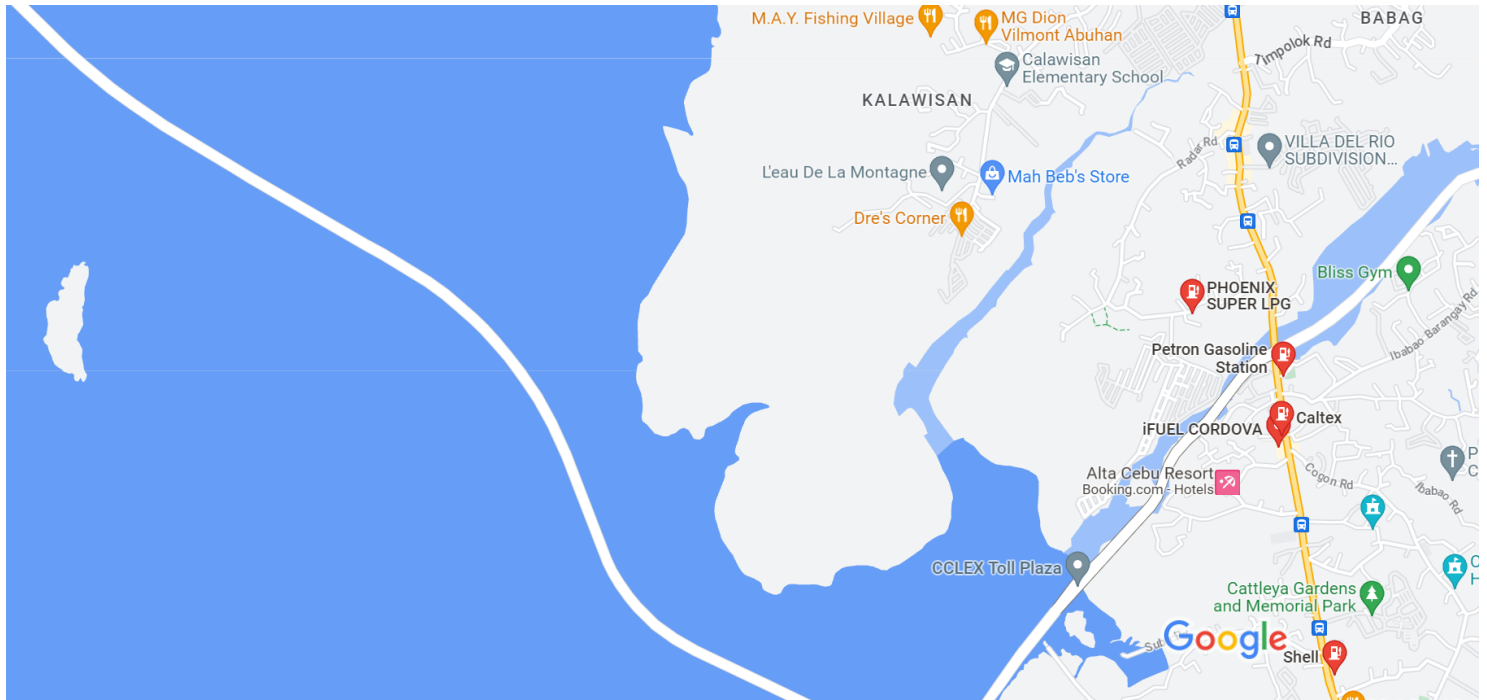 M.A.Y. Fishing Village
MG Dion
Vilmont Abuhan
BABAG
Timpolok Rd
Calawisan
Elementary School
KALAWISAN
Radar Rd
VILLA DEL RIO
SUBDIVISION...
L'eau De La Montagne
Mah Beb's Store
Dre's Corner
Bliss Gym
PHOENIX
SUPER LPG
Ibabao Barangay Rd
Petron Gasoline
Station
Caltex
iFUEL CORDOVA
P
C
Alta Cebu Resort
Booking.com - Hotels
Cogon Rd
Ibabao Rd
CCLEX Toll Plaza
C
H
Cattleya Gardens
and Memorial Park
Google
Shell